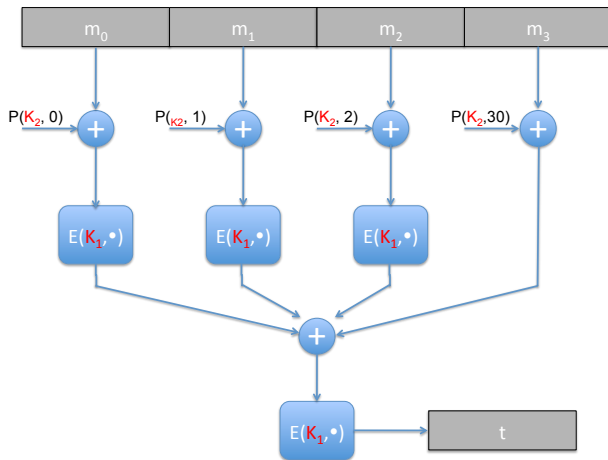 m₀ m₁ m₂ m₃
P(K₂, 0) P(K₂, 1) P(K₂, 2) P(K₂,30)
+ + + +
E(K₁,•) E(K₁,•) E(K₁,•)
+
E(K₁,•) t